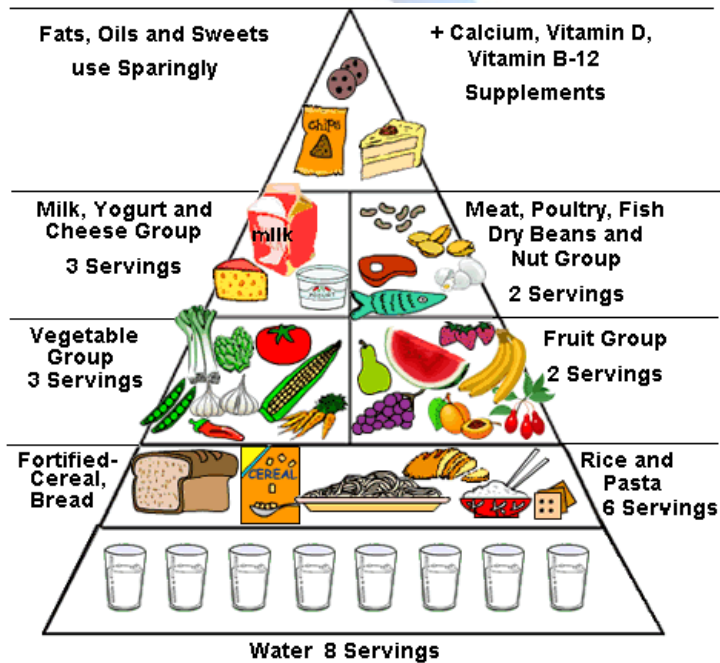 Fats, Oils and Sweets
use Sparingly
+ Calcium, Vitamin D,
Vitamin B-12
Supplements
chips
Milk, Yogurt and
Cheese Group
3 Servings
milk
YOGURT
Meat, Poultry, Fish
Dry Beans and
Nut Group
2 Servings
Vegetable
Group
3 Servings
Fruit Group
2 Servings
Fortified-
Cereal,
Bread
CEREAL
Rice and
Pasta
6 Servings
Water 8 Servings